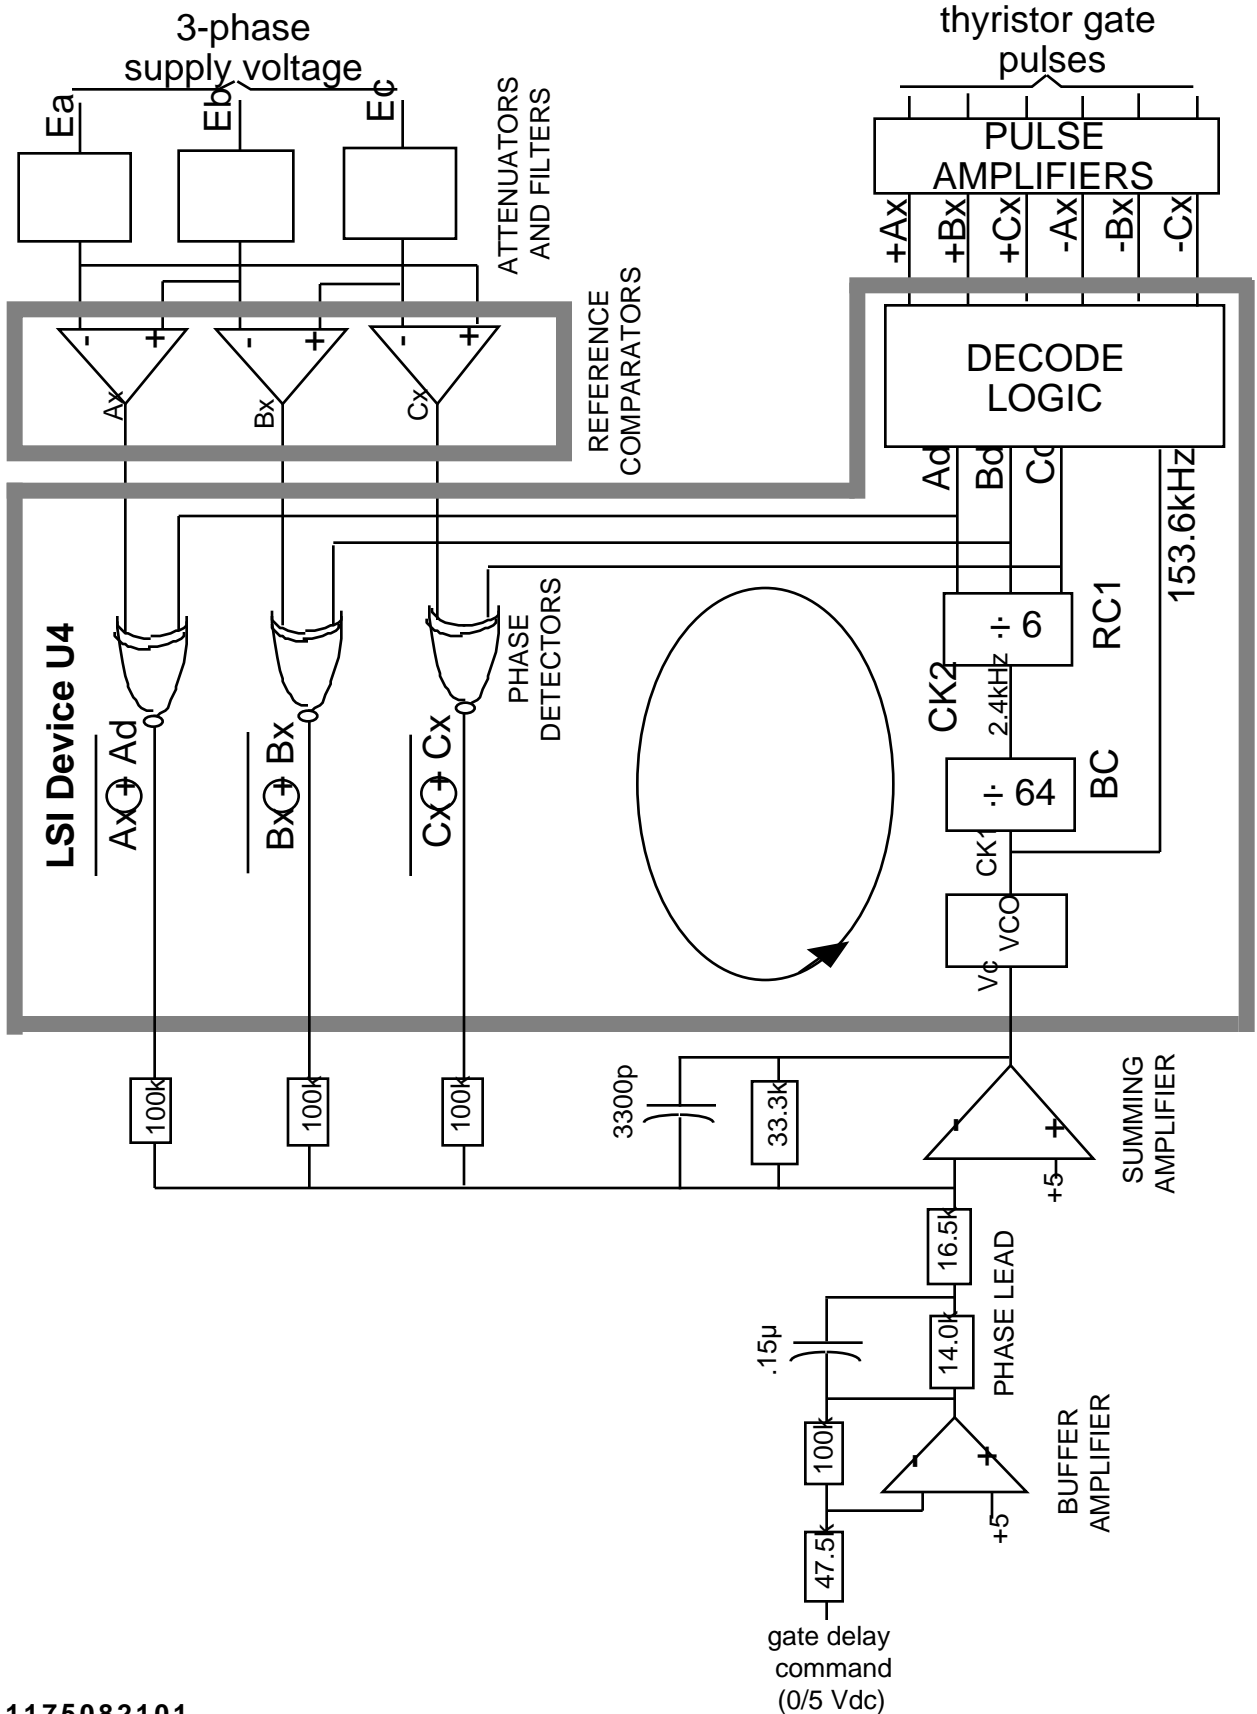 3-phase
supply voltage
thyristor gate
pulses
Ea
Eb
Ec
ATTENUATORS
AND FILTERS
PULSE
AMPLIFIERS
+Ax
+Bx
+Cx
-Ax
-Bx
-Cx
- +
- +
- +
Ax
Bx
Cx
REFERENCE
COMPARATORS
DECODE
LOGIC
Ad
Bd
153.6kHz
LSI Device U4
PHASE
DETECTORS
÷ 6
RC1
CK2
2.4kHz
Ax + Ad
Bx + Bx
Cx + Cx
÷ 64
BC
CK1
VCO
Vc
100k
100k
100k
3300p
33.3k
- +
+5
SUMMING
AMPLIFIER
16.5k
PHASE LEAD
.15µ
14.0k
100k
- +
+5
BUFFER
AMPLIFIER
47.5k
gate delay
command
(0/5 Vdc)
1175082101